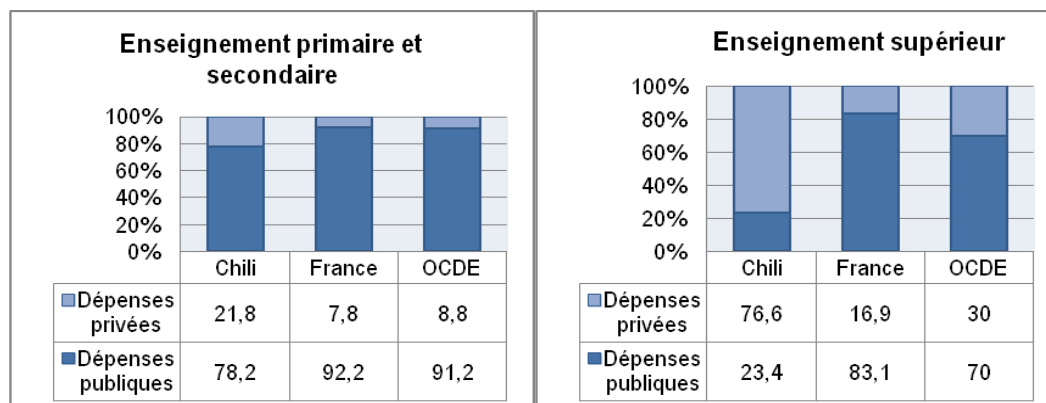 Enseignement primaire et
secondaire
100%
80%
60%
40%
20%
0%
Chili France OCDE
Dépenses
privées 21,8 7,8 8,8
Dépenses
publiques 78,2 92,2 91,2
Enseignement supérieur
100%
80%
60%
40%
20%
0%
Chili France OCDE
Dépenses
privées 76,6 16,9 30
Dépenses
publiques 23,4 83,1 70